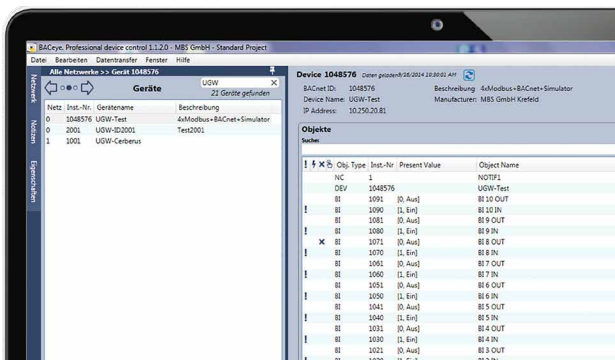 BACeye, Professional device control 1.1.2.0 - MBS GmbH - Standard Project
Datei Bearbeiten Datentransfer Fenster Hilfe
Alle Netzwerke >> Gerät 1048576
Netzwerk
Notizen
Eigenschaften
Geräte
UGW
21 Geräte gefunden
Netz Inst.-Nr. Gerätename Beschreibung
0 1048576 UGW-Test 4xModbus+BACnet+Simulator
0 2001 UGW-ID2001 Test2001
1 1001 UGW-Cerberus
Device 1048576 Daten geladen9/16/2014 10:30:01 AM
BACnet ID: 1048576 Beschreibung 4xModbus+BACnet+Simulator
Device Name: UGW-Test Manufacturer: MBS GmbH Krefeld
IP Address: 10.250.20.81
Objekte
Suche:
! Obj. Type Inst.-Nr Present Value Object Name
NC 1 NOTIF1
DEV 1048576 UGW-Test
BI 1091 [0, Aus] BI 10 OUT
! BI 1090 [1, Ein] BI 10 IN
BI 1081 [0, Aus] BI 9 OUT
! BI 1080 [1, Ein] BI 9 IN
BI 1071 [0, Aus] BI 8 OUT
! BI 1070 [1, Ein] BI 8 IN
BI 1061 [0, Aus] BI 7 OUT
! BI 1060 [1, Ein] BI 7 IN
BI 1051 [0, Aus] BI 6 OUT
! BI 1050 [1, Ein] BI 6 IN
BI 1041 [0, Aus] BI 5 OUT
! BI 1040 [1, Ein] BI 5 IN
BI 1031 [0, Aus] BI 4 OUT
! BI 1030 [1, Ein] BI 4 IN
BI 1021 [0, Aus] BI 3 OUT